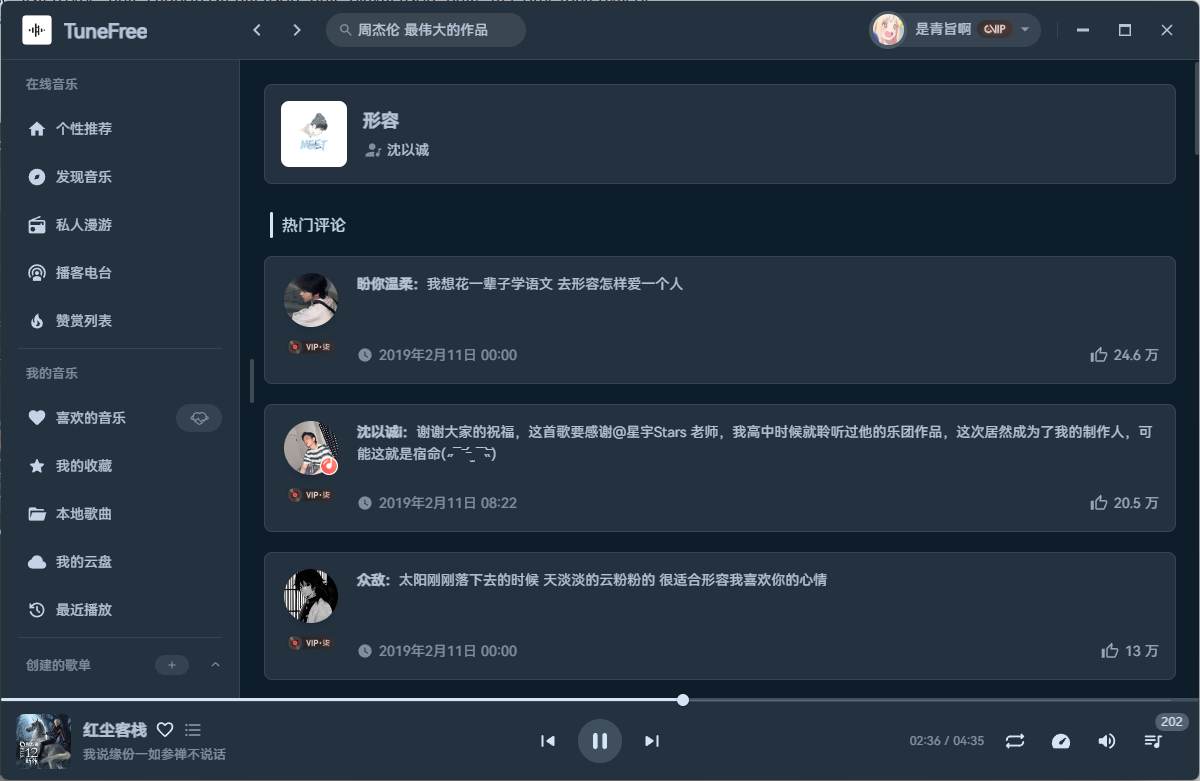 TuneFree
周杰伦 最伟大的作品
是青旨啊
VIP
在线音乐
个性推荐
发现音乐
私人漫游
播客电台
赞赏列表
我的音乐
喜欢的音乐
我的收藏
本地歌曲
我的云盘
最近播放
创建的歌单
+
MEET
形容
沈以诚
热门评论
盼你温柔：我想花一辈子学语文 去形容怎样爱一个人
VIP·柒
2019年2月11日 00:00
24.6 万
沈以诚i：谢谢大家的祝福，这首歌要感谢@星宇Stars 老师，我高中时候就聆听过他的乐团作品，这次居然成为了我的制作人，可
能这就是宿命
VIP·柒
2019年2月11日 08:22
20.5 万
众敌：太阳刚刚落下去的时候 天淡淡的云粉粉的 很适合形容我喜欢你的心情
VIP·柒
2019年2月11日 00:00
13 万
红尘客栈
我说缘份一如参禅不说话
02:36 / 04:35
202